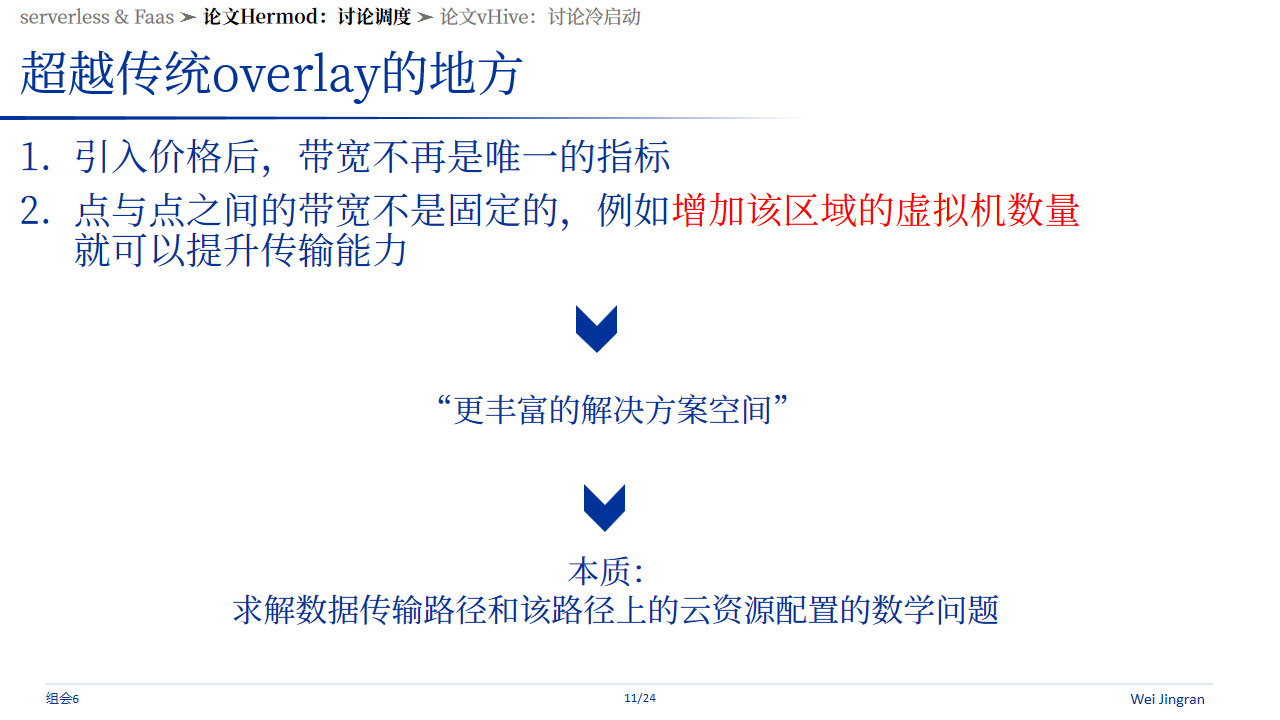 serverless & Faas ➢ 论文Hermod：讨论调度 ➢ 论文vHive：讨论冷启动
超越传统overlay的地方
1. 引入价格后，带宽不再是唯一的指标
2. 点与点之间的带宽不是固定的，例如增加该区域的虚拟机数量
就可以提升传输能力
“更丰富的解决方案空间”
本质：
求解数据传输路径和该路径上的云资源配置的数学问题
组会6
11/24
Wei Jingran